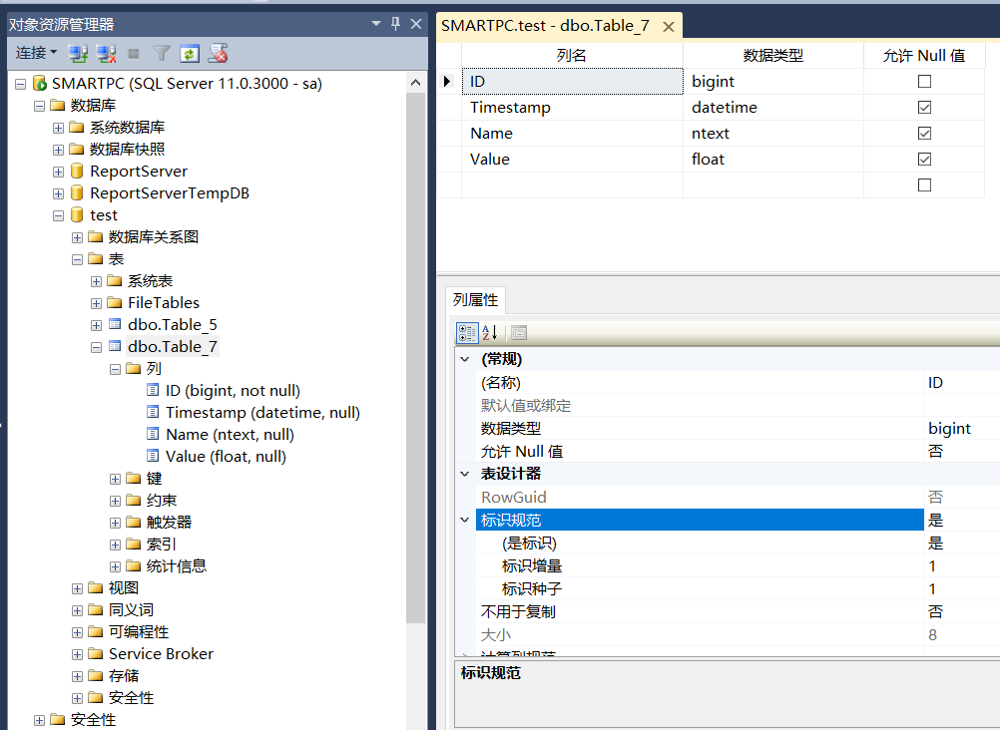 对象资源管理器
连接
SMARTPC (SQL Server 11.0.3000 - sa)
数据库
系统数据库
数据库快照
ReportServer
ReportServerTempDB
test
数据库关系图
表
系统表
FileTables
dbo.Table_5
dbo.Table_7
列
ID (bigint, not null)
Timestamp (datetime, null)
Name (ntext, null)
Value (float, null)
键
约束
触发器
索引
统计信息
视图
同义词
可编程性
Service Broker
存储
安全性
安全性
SMARTPC.test - dbo.Table_7
列名 数据类型 允许 Null 值
ID bigint
Timestamp datetime
Name ntext
Value float
列属性
(常规)
(名称) ID
默认值或绑定
数据类型 bigint
允许 Null 值 否
表设计器
RowGuid 否
标识规范 是
(是标识) 是
标识增量 1
标识种子 1
不用于复制 否
大小 8
计算列规范
标识规范